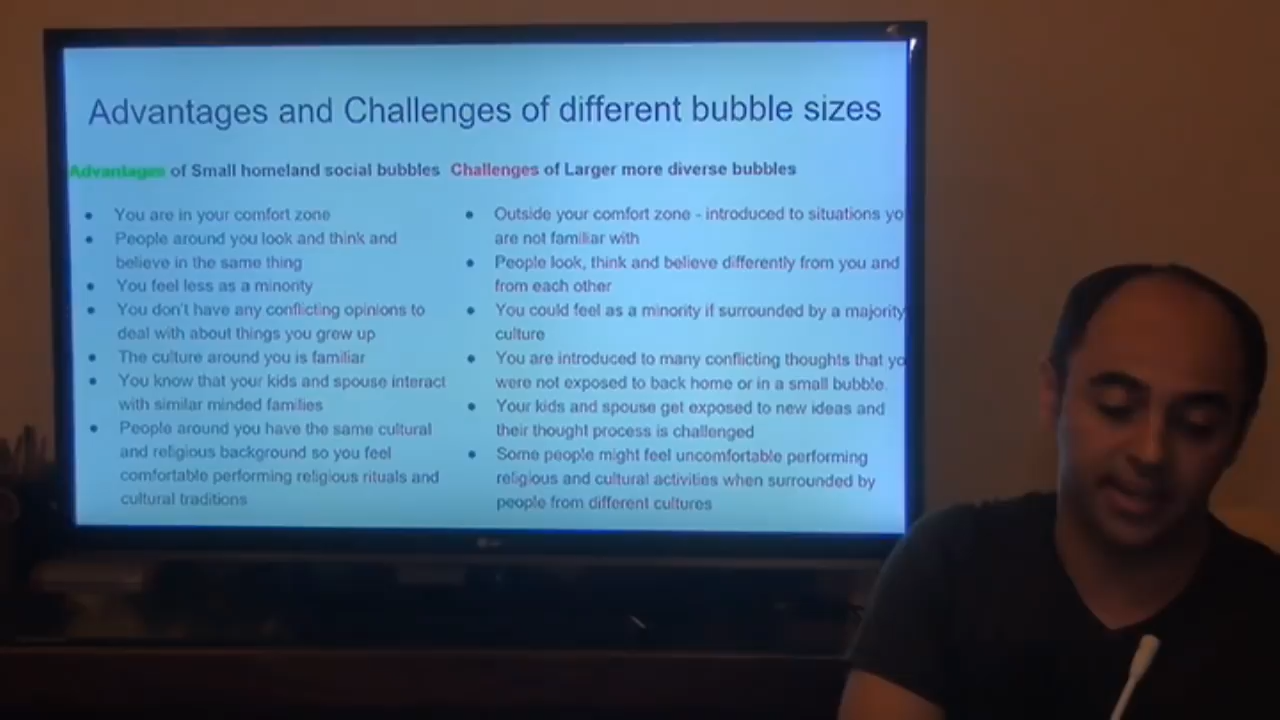 Advantages and Challenges of different bubble sizes
Advantages of Small homeland social bubbles
You are in your comfort zone
People around you look and think and
believe in the same thing
You feel less as a minority
You don't have any conflicting opinions to
deal with about things you grew up
The culture around you is familiar
You know that your kids and spouse interact
with similar minded families
People around you have the same cultural
and religious background so you feel
comfortable performing religious rituals and
cultural traditions
Challenges of Larger more diverse bubbles
Outside your comfort zone - introduced to situations yo
are not familiar with
People look, think and believe differently from you and
from each other
You could feel as a minority if surrounded by a majority
culture
You are introduced to many conflicting thoughts that yo
were not exposed to back home or in a small bubble.
Your kids and spouse get exposed to new ideas and
their thought process is challenged
Some people might feel uncomfortable performing
religious and cultural activities when surrounded by
people from different cultures
LG